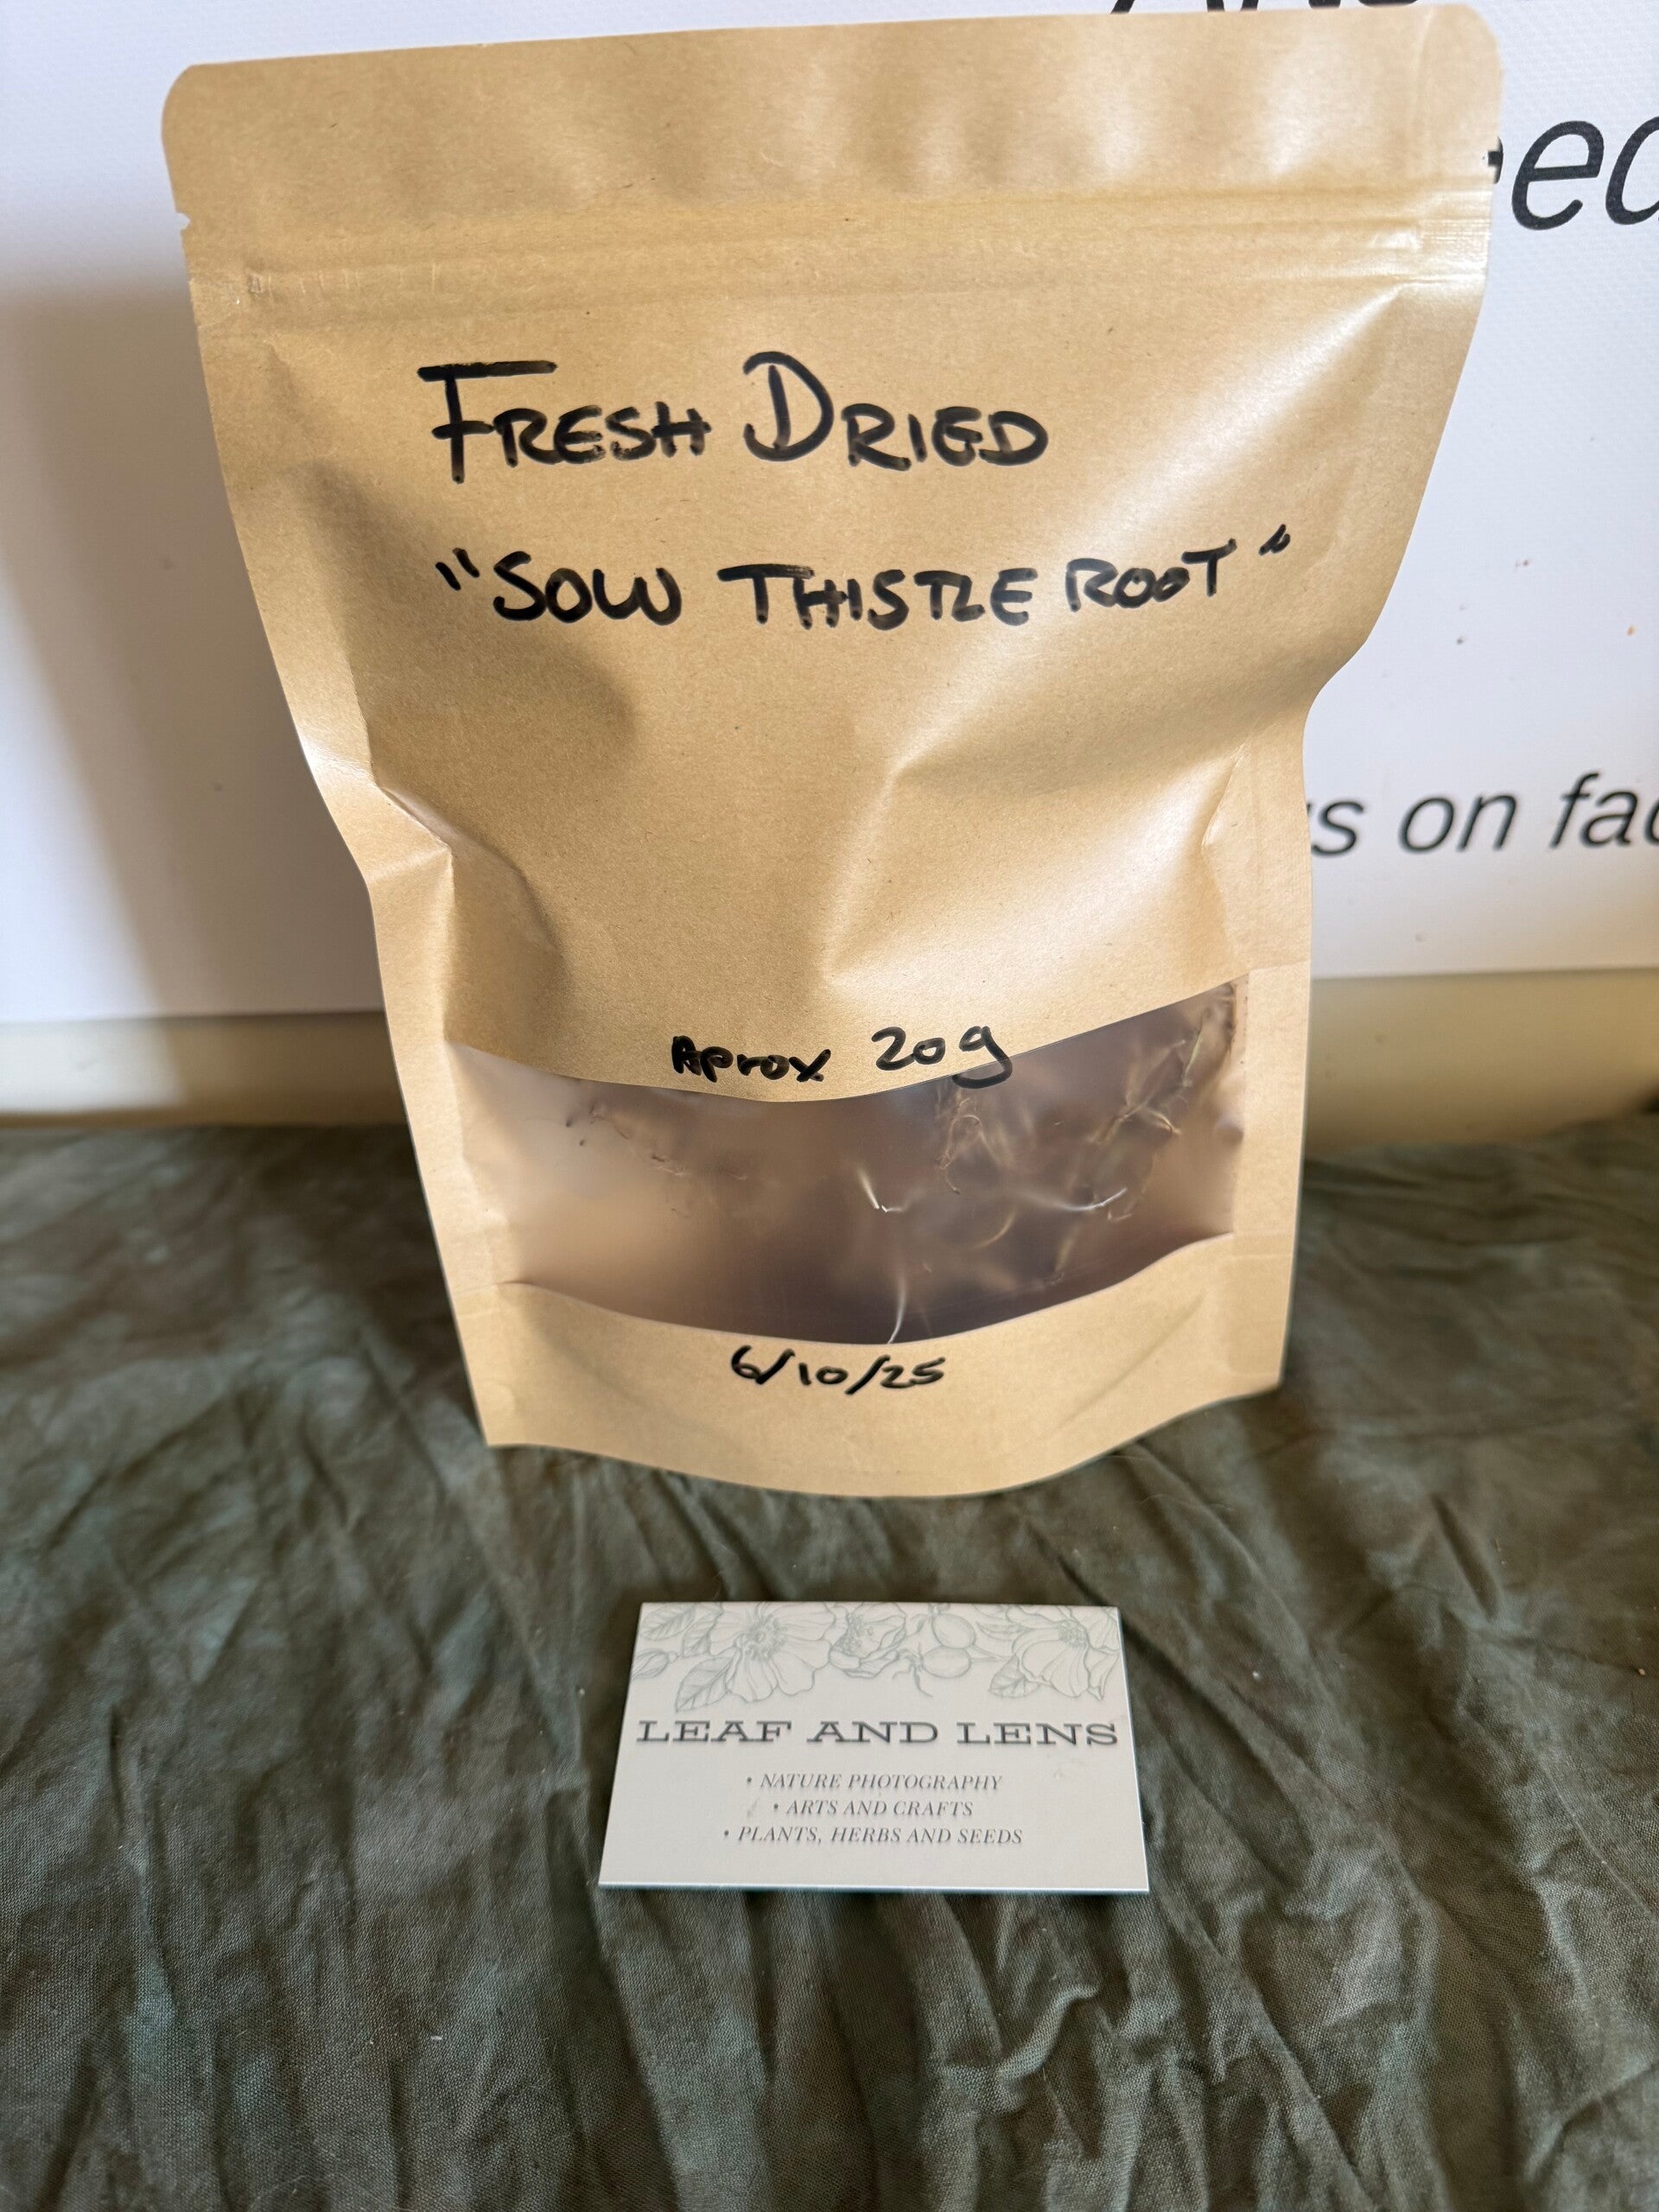 FRESH DRIED
"SOW THISTLE ROOT"
Aprox 20g
6/10/25
on
LEAF AND LENS
• NATURE PHOTOGRAPHY
• ARTS AND CRAFTS
• PLANTS, HERBS AND SEEDS